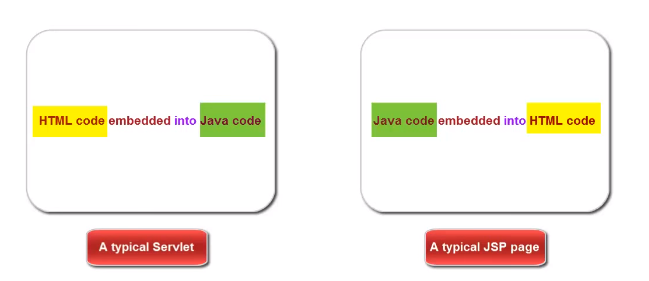 HTML code embedded into Java code
Java code embedded into HTML code
A typical Servlet
A typical JSP page